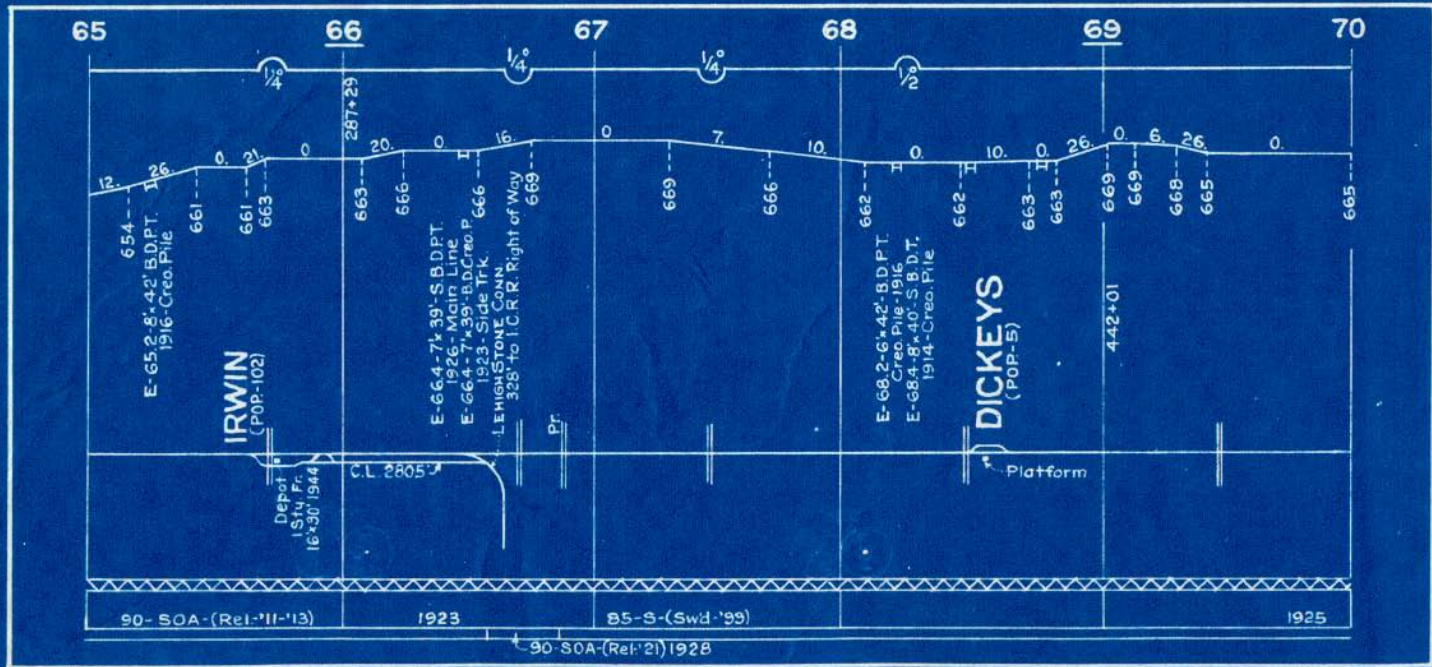 65 66 67 68 69 70
1/4° 1/4° 1/4° 1/2°
287+29
12. 26. 0. 21. 0 20. 0. 16. 0 7. 10. 0. 10. 0. 26. 0. 6. 26. 0.
654 661 661 663 663 666 666 669 669 666 662 662 663 663 669 669 668 665 665
E-65.2-8'x42' B.D.P.T.
1916-Creo. Pile
IRWIN
(POP.-102)
E-66.4-7'x39'-S.B.D.P.T.
1926-Main Line
E-66.4-7'x39'-B.D.Creo.P.
1923-Side Trk.
LEHIGH STONE CONN.
328' to I.C.R.R. Right of Way
Pr.
E-68.2-6'x42'-B.D.P.T.
Creo. Pile-1916
E-68.4-8'x40'-S.B.D.T.
1914-Creo. Pile
DICKEYS
(POP.-5)
442+01
C.L. 2805'
Platform
Depot
1 Sty. Fr.
16'x30' 1944
90-SOA-(Rel.-'11-'13) 1923 85-S-(Swd-'99) 1925
90-SOA-(Rel-'21) 1928